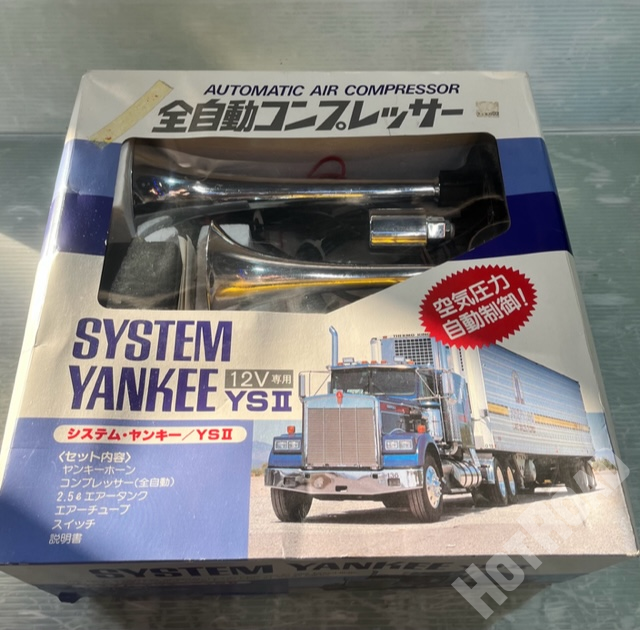 AUTOMATIC AIR COMPRESSOR
全自動コンプレッサー
空気圧力
自動制御!
SYSTEM
YANKEE
12V専用
YSⅡ
システム・ヤンキー/YSⅡ
〈セット内容〉
ヤンキーホーン
コンプレッサー(全自動)
2.5ℓエアータンク
エアーチューブ
スイッチ
説明書
SYSTEM YANKEE